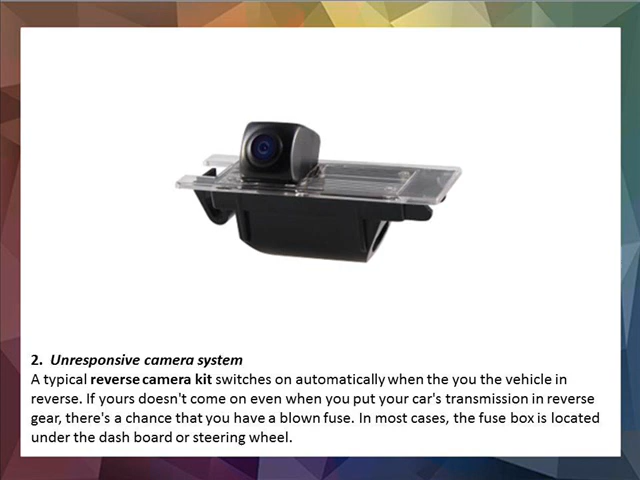 2.  Unresponsive camera system
A typical reverse camera kit switches on automatically when the you the vehicle in
reverse. If yours doesn't come on even when you put your car's transmission in reverse
gear, there's a chance that you have a blown fuse. In most cases, the fuse box is located
under the dash board or steering wheel.